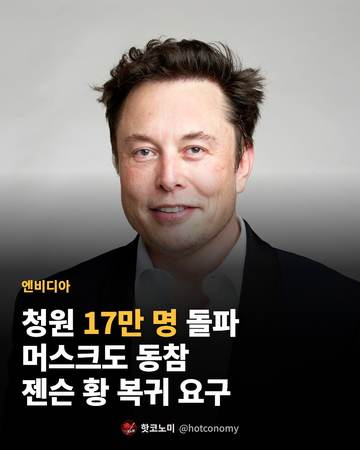 엔비디아
청원 17만 명 돌파
머스크도 동참
젠슨 황 복귀 요구
핫코노미 @hotconomy